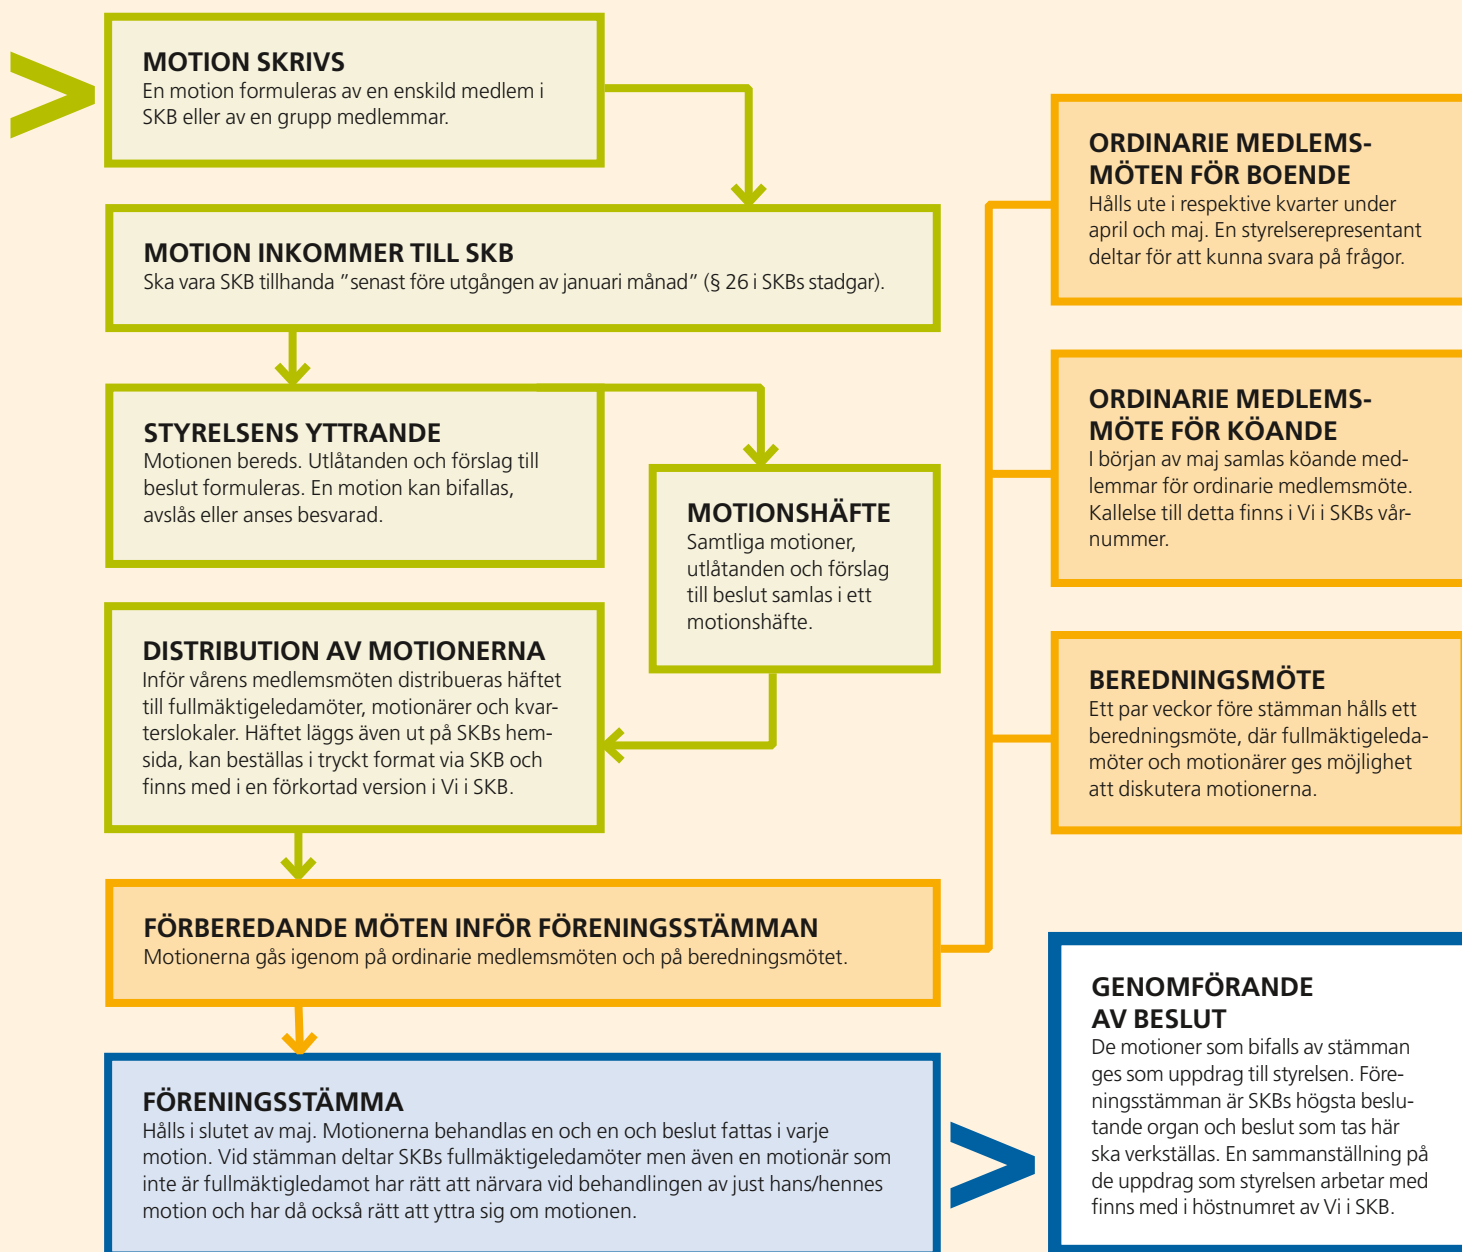 MOTION SKRIVS
En motion formuleras av en enskild medlem i
SKB eller av en grupp medlemmar.
MOTION INKOMMER TILL SKB
Ska vara SKB tillhanda ”senast före utgången av januari månad” (§ 26 i SKBs stadgar).
STYRELSENS YTTRANDE
Motionen bereds. Utlåtanden och förslag till
beslut formuleras. En motion kan bifallas,
avslås eller anses besvarad.
MOTIONSHÄFTE
Samtliga motioner,
utlåtanden och förslag
till beslut samlas i ett
motionshäfte.
DISTRIBUTION AV MOTIONERNA
Inför vårens medlemsmöten distribueras häftet
till fullmäktigeledamöter, motionärer och kvar-
terslokaler. Häftet läggs även ut på SKBs hem-
sida, kan beställas i tryckt format via SKB och
finns med i en förkortad version i Vi i SKB.
FÖRBEREDANDE MÖTEN INFÖR FÖRENINGSSTÄMMAN
Motionerna gås igenom på ordinarie medlemsmöten och på beredningsmötet.
ORDINARIE MEDLEMS-
MÖTEN FÖR BOENDE
Hålls ute i respektive kvarter under
april och maj. En styrelserepresentant
deltar för att kunna svara på frågor.
ORDINARIE MEDLEMS-
MÖTE FÖR KÖANDE
I början av maj samlas köande med-
lemmar för ordinarie medlemsmöte.
Kallelse till detta finns i Vi i SKBs vår-
nummer.
BEREDNINGSMÖTE
Ett par veckor före stämman hålls ett
beredningsmöte, där fullmäktigeleda-
möter och motionärer ges möjlighet
att diskutera motionerna.
FÖRENINGSSTÄMMA
Hålls i slutet av maj. Motionerna behandlas en och en och beslut fattas i varje
motion. Vid stämman deltar SKBs fullmäktigeledamöter men även en motionär som
inte är fullmäktigledamot har rätt att närvara vid behandlingen av just hans/hennes
motion och har då också rätt att yttra sig om motionen.
GENOMFÖRANDE
AV BESLUT
De motioner som bifalls av stämman
ges som uppdrag till styrelsen. Före-
ningsstämman är SKBs högsta beslu-
tande organ och beslut som tas här
ska verkställas. En sammanställning på
de uppdrag som styrelsen arbetar med
finns med i höstnumret av Vi i SKB.